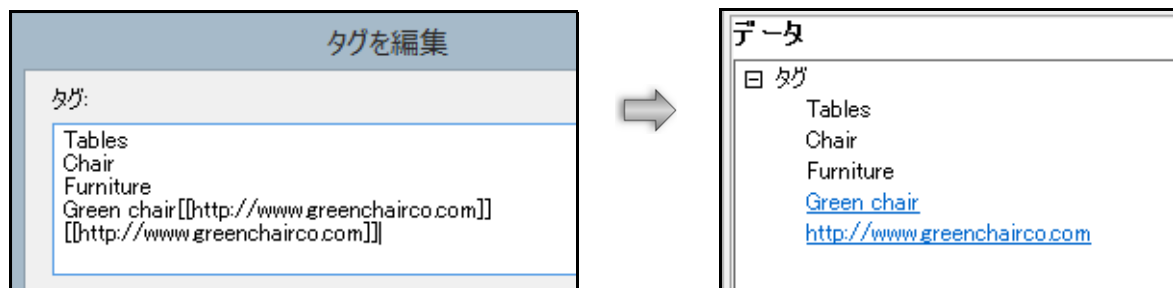 タグを編集
タグ:
Tables
Chair
Furniture
Green chair[[http://www.greenchairco.com]]
[[http://www.greenchairco.com]]
データ
タグ
Tables
Chair
Furniture
Green chair
http://www.greenchairco.com